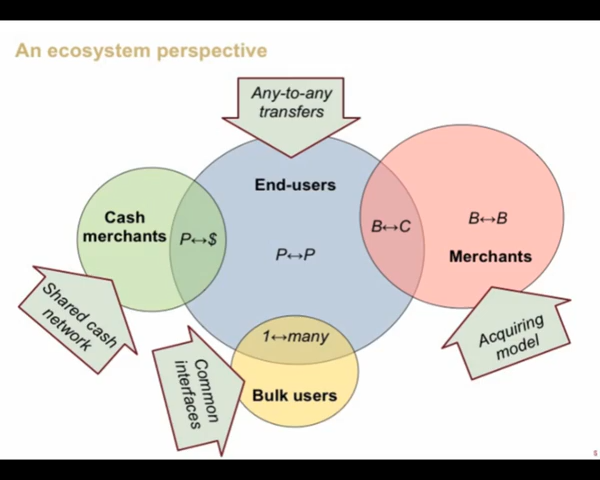 An ecosystem perspective
Any-to-any
transfers
End-users
Cash
merchants
P↔$
P↔P
B↔C
B↔B
Merchants
Shared cash
network
Common
interfaces
1↔many
Bulk users
Acquiring
model
5